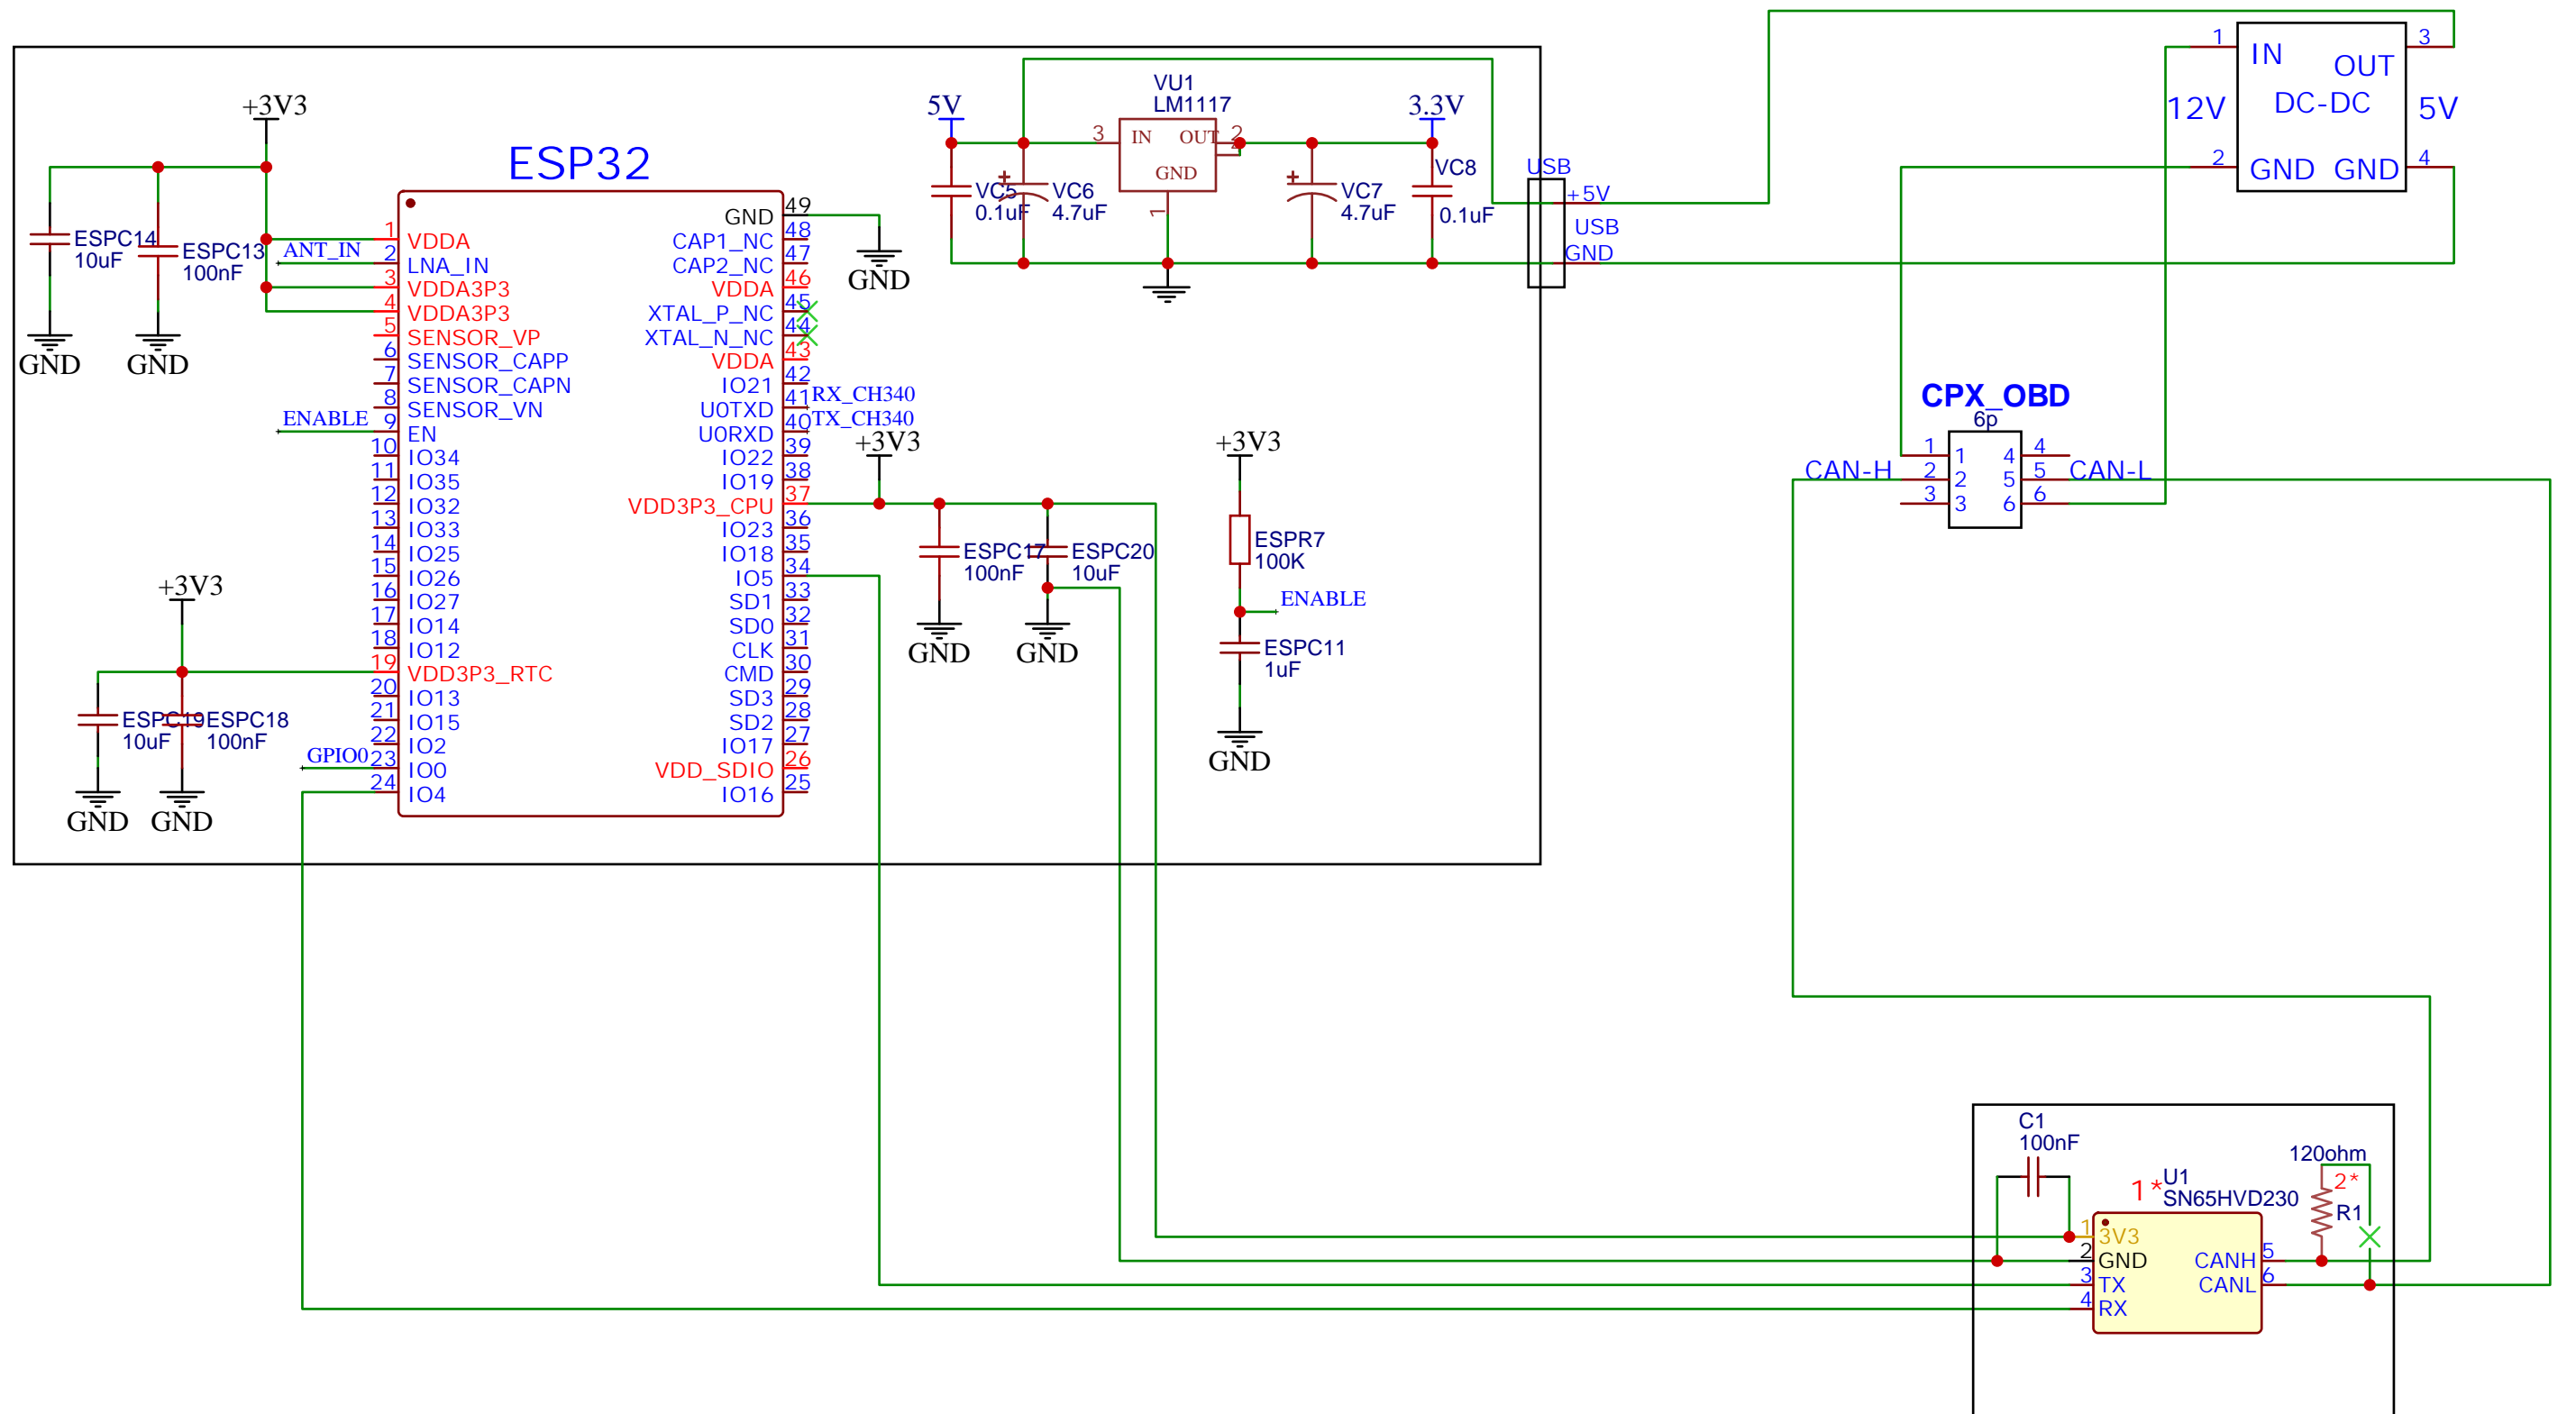 +3V3
ESPC14
10uF
ESPC13
100nF
GND
GND
ANT_IN
ENABLE
+3V3
ESPC19
10uF
ESPC18
100nF
GND
GND
GPIO0
ESP32
1 VDDA
2 LNA_IN
3 VDDA3P3
4 VDDA3P3
5 SENSOR_VP
6 SENSOR_CAPP
7 SENSOR_CAPN
8 SENSOR_VN
9 EN
10 IO34
11 IO35
12 IO32
13 IO33
14 IO25
15 IO26
16 IO27
17 IO14
18 IO12
19 VDD3P3_RTC
20 IO13
21 IO15
22 IO2
23 IO0
24 IO4
GND 49
CAP1_NC 48
CAP2_NC 47
VDDA 46
XTAL_P_NC 45
XTAL_N_NC 44
VDDA 43
IO21 42
U0TXD 41
U0RXD 40
IO22 39
IO19 38
VDD3P3_CPU 37
IO23 36
IO18 35
IO5 34
SD1 33
SD0 32
CLK 31
CMD 30
SD3 29
SD2 28
IO17 27
VDD_SDIO 26
IO16 25
GND
RX_CH340
TX_CH340
+3V3
ESPC17
100nF
ESPC20
10uF
GND
GND
+3V3
ESPR7
100K
ENABLE
ESPC11
1uF
GND
5V
VC5
0.1uF
VC6
4.7uF
VU1
LM1117
3 IN OUT 2
GND
1
VC7
4.7uF
3.3V
VC8
0.1uF
USB
+5V
USB
GND
1 IN
OUT 3
12V
DC-DC
5V
2 GND
GND 4
CPX_OBD
6p
CAN-H
1 1 4 4
2 2 5 5
3 3 6 6
CAN-L
C1
100nF
1*
U1
SN65HVD230
120ohm
2*
R1
1 3V3
2 GND
3 TX
4 RX
CANH 5
CANL 6